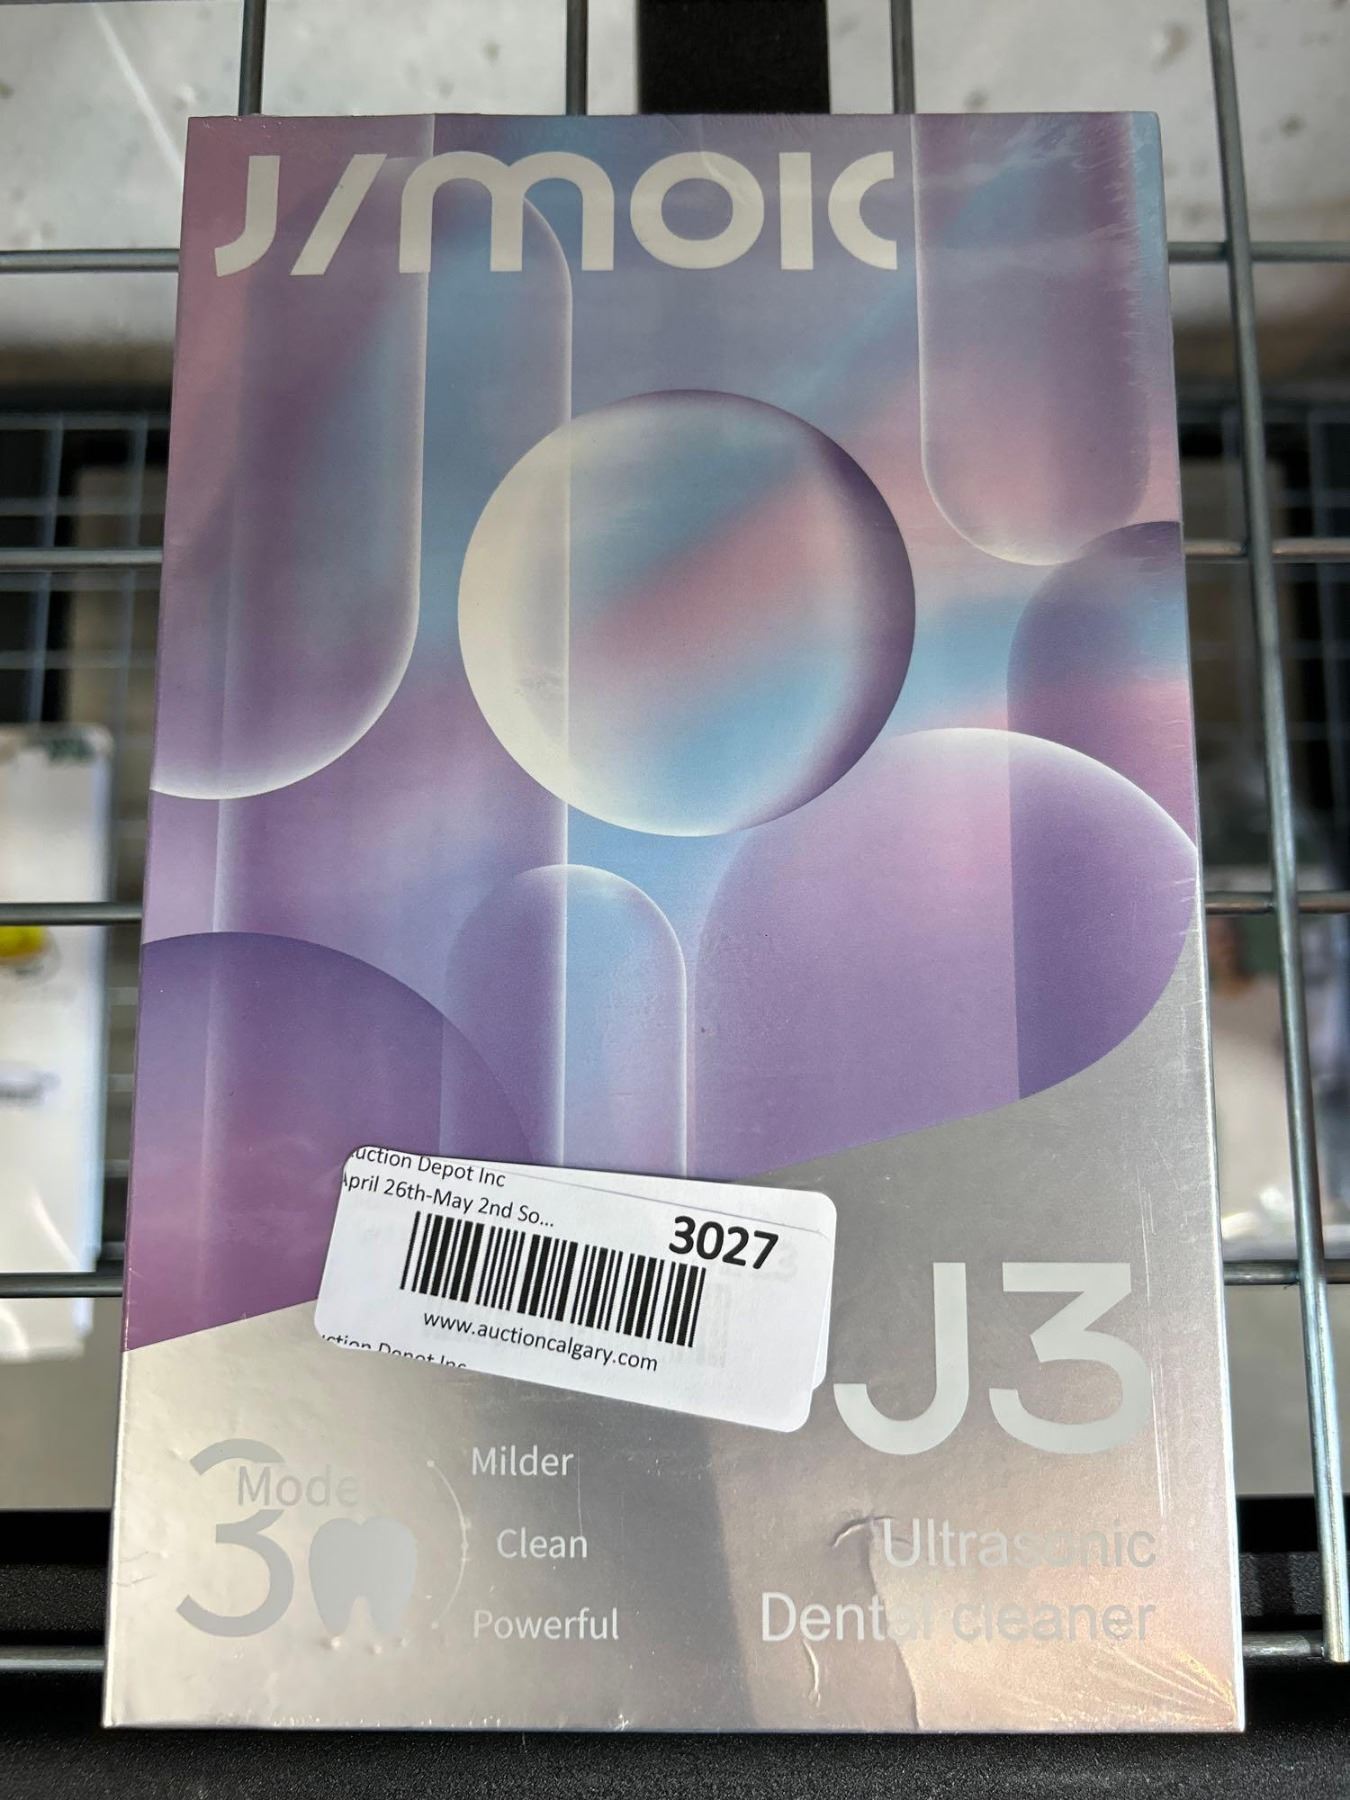 J/MOIC
Auction Depot Inc
April 26th-May 2nd So...
3027
www.auctioncalgary.com
J3
Mode
3
Milder
Clean
Powerful
Ultrasonic
Dental cleaner